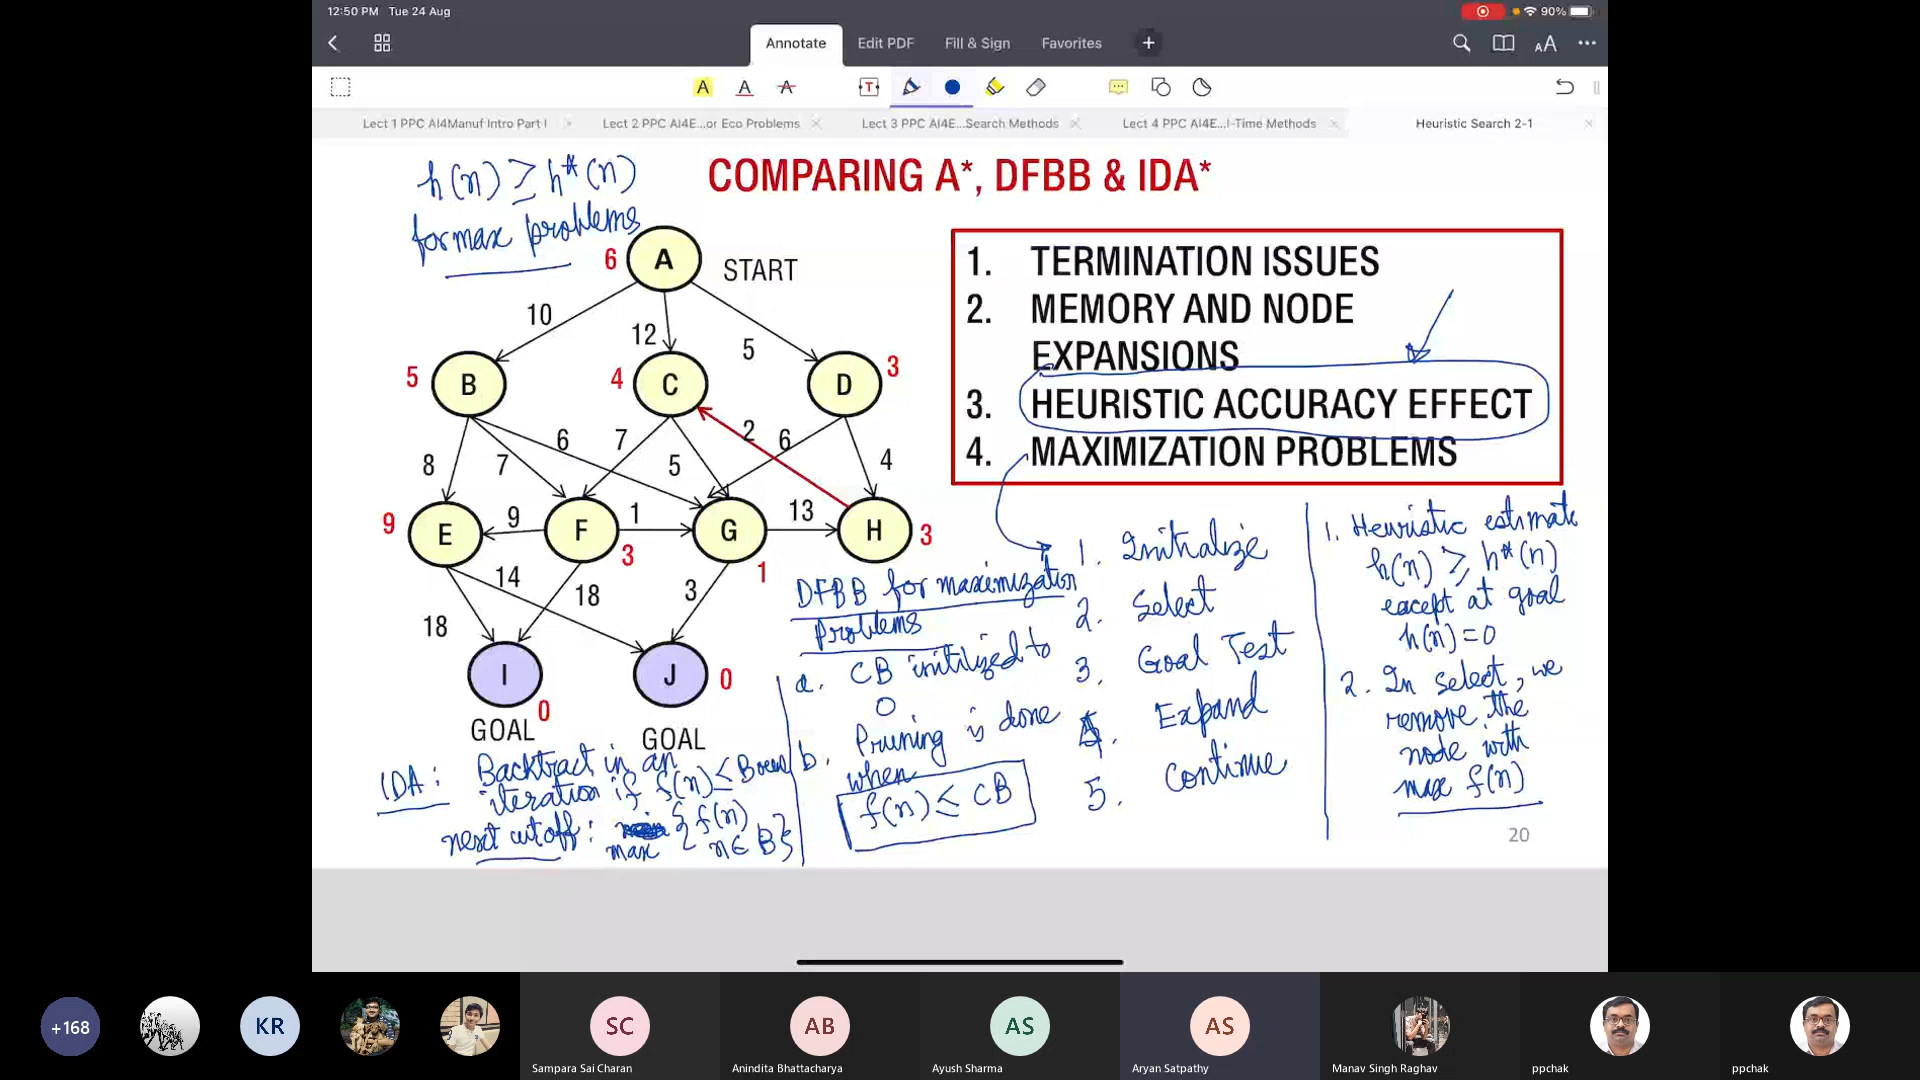 12:50 PM Tue 24 Aug
90%
Annotate Edit PDF Fill & Sign Favorites +
Lect 1 PPC AI4Manuf Intro Part I
Lect 2 PPC AI4E...or Eco Problems
Lect 3 PPC AI4E...Search Methods
Lect 4 PPC AI4E...l-Time Methods
Heuristic Search 2-1
COMPARING A*, DFBB & IDA*
h(n) ≥ h*(n)
for max problems
1. TERMINATION ISSUES
2. MEMORY AND NODE
EXPANSIONS
3. HEURISTIC ACCURACY EFFECT
4. MAXIMIZATION PROBLEMS
6 A START
10 12 5
5 B 4 C D 3
8 7 6 7 5 2 6 4
9 E 9 F 1 G 13 H 3
3 1
18 14 18 3
I 0 J 0
GOAL GOAL
IDA: Backtract in an
iteration if f(n) ≤
next cutoff: max { f(n)
n ∈ B}
DFBB for maximization
Problems
a. CB initilized to
0
b. Pruning is done
when
f(n) ≤ CB
1. Initialize
2. Select
3. Goal Test
4. Expand
5. Continue
1. Heuristic estimate
h(n) ≥ h*(n)
except at goal
h(n) = 0
2. In select, we
remove the
node with
max f(n)
20
+168
KR
SC
Sampara Sai Charan
AB
Anindita Bhattacharya
AS
Ayush Sharma
AS
Aryan Satpathy
Manav Singh Raghav
ppchak
ppchak